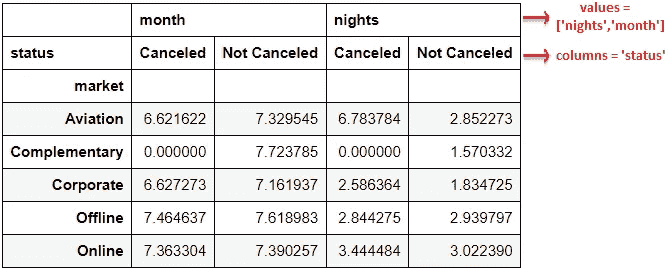 month nights
values =
['nights','month']
status Canceled Not Canceled Canceled Not Canceled
columns = 'status'
market
Aviation 6.621622 7.329545 6.783784 2.852273
Complementary 0.000000 7.723785 0.000000 1.570332
Corporate 6.627273 7.161937 2.586364 1.834725
Offline 7.464637 7.618983 2.844275 2.939797
Online 7.363304 7.390257 3.444484 3.022390